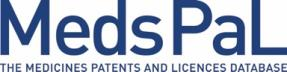 MedsPaL
THE MEDICINES PATENTS AND LICENCES DATABASE